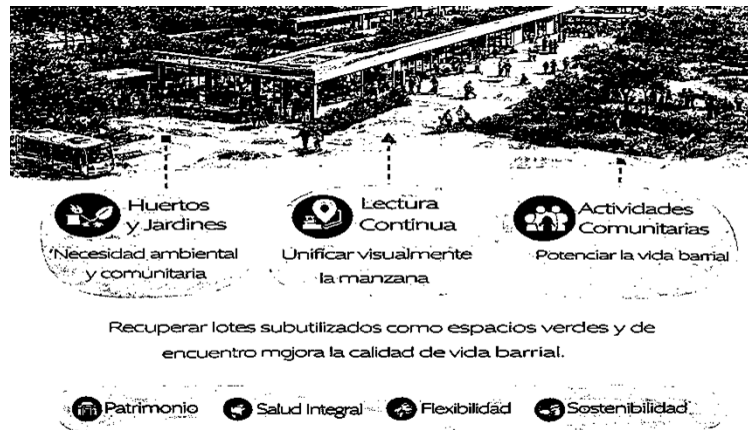 Huertos
y Jardines
Necesidad ambiental
y comunitaria
Lectura
Continua
Unificar visualmente
la manzana
Actividades
Comunitarias
Potenciar la vida barrial
Recuperar lotes subutilizados como espacios verdes y de
encuentro mejora la calidad de vida barrial.
Patrimonio
Salud Integral
Flexibilidad
Sostenibilidad